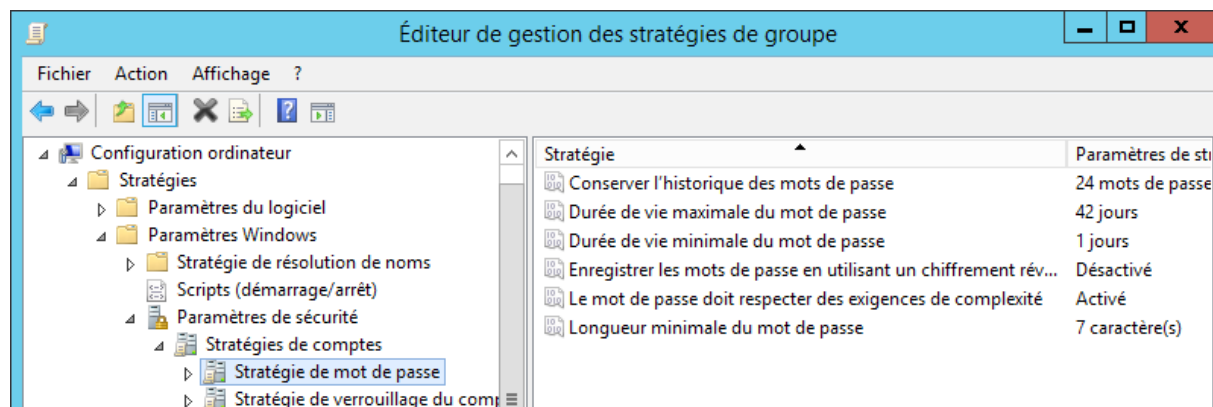 Éditeur de gestion des stratégies de groupe
Fichier Action Affichage ?
Configuration ordinateur
Stratégies
Paramètres du logiciel
Paramètres Windows
Stratégie de résolution de noms
Scripts (démarrage/arrêt)
Paramètres de sécurité
Stratégies de comptes
Stratégie de mot de passe
Stratégie de verrouillage du
Stratégie Paramètres de
Conserver l'historique des mots de passe 24 mots de passe
Durée de vie maximale du mot de passe 42 jours
Durée de vie minimale du mot de passe 1 jours
Enregistrer les mots de passe en utilisant un chiffrement rév... Désactivé
Le mot de passe doit respecter des exigences de complexité Activé
Longueur minimale du mot de passe 7 caractère(s)